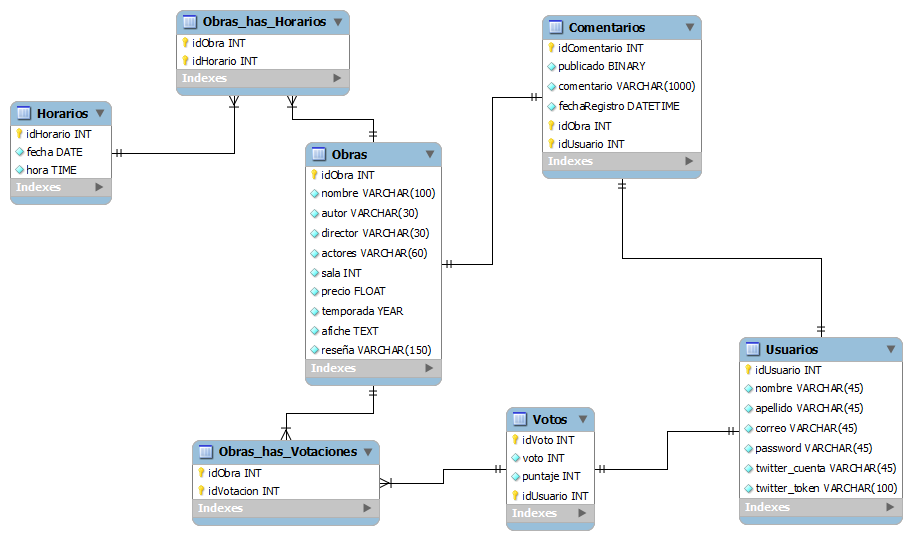 Obras_has_Horarios
idObra INT
idHorario INT
Indexes
Horarios
idHorario INT
fecha DATE
hora TIME
Indexes
Obras
idObra INT
nombre VARCHAR(100)
autor VARCHAR(30)
director VARCHAR(30)
actores VARCHAR(60)
sala INT
precio FLOAT
temporada YEAR
afiche TEXT
reseña VARCHAR(150)
Indexes
Comentarios
idComentario INT
publicado BINARY
comentario VARCHAR(1000)
fechaRegistro DATETIME
idObra INT
idUsuario INT
Indexes
Obras_has_Votaciones
idObra INT
idVotacion INT
Indexes
Votos
idVoto INT
voto INT
puntaje INT
idUsuario INT
Indexes
Usuarios
idUsuario INT
nombre VARCHAR(45)
apellido VARCHAR(45)
correo VARCHAR(45)
password VARCHAR(45)
twitter_cuenta VARCHAR(45)
twitter_token VARCHAR(100)
Indexes